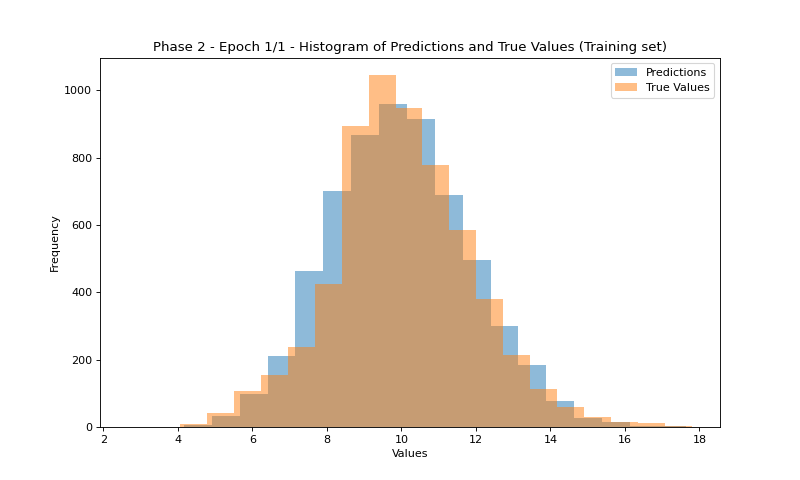 Phase 2 - Epoch 1/1 - Histogram of Predictions and True Values (Training set)
Predictions
True Values
1000
800
600
400
200
0
Frequency
2 4 6 8 10 12 14 16 18
Values